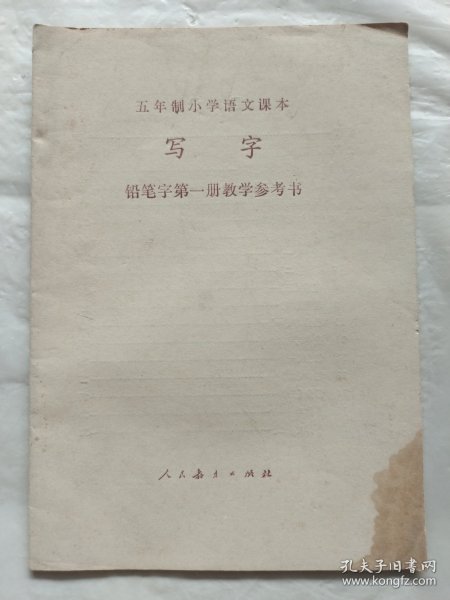 五年制小学语文课本
写字
铅笔字第一册教学参考书
人民教育出版社
孔夫子旧书网
www.kongfz.com